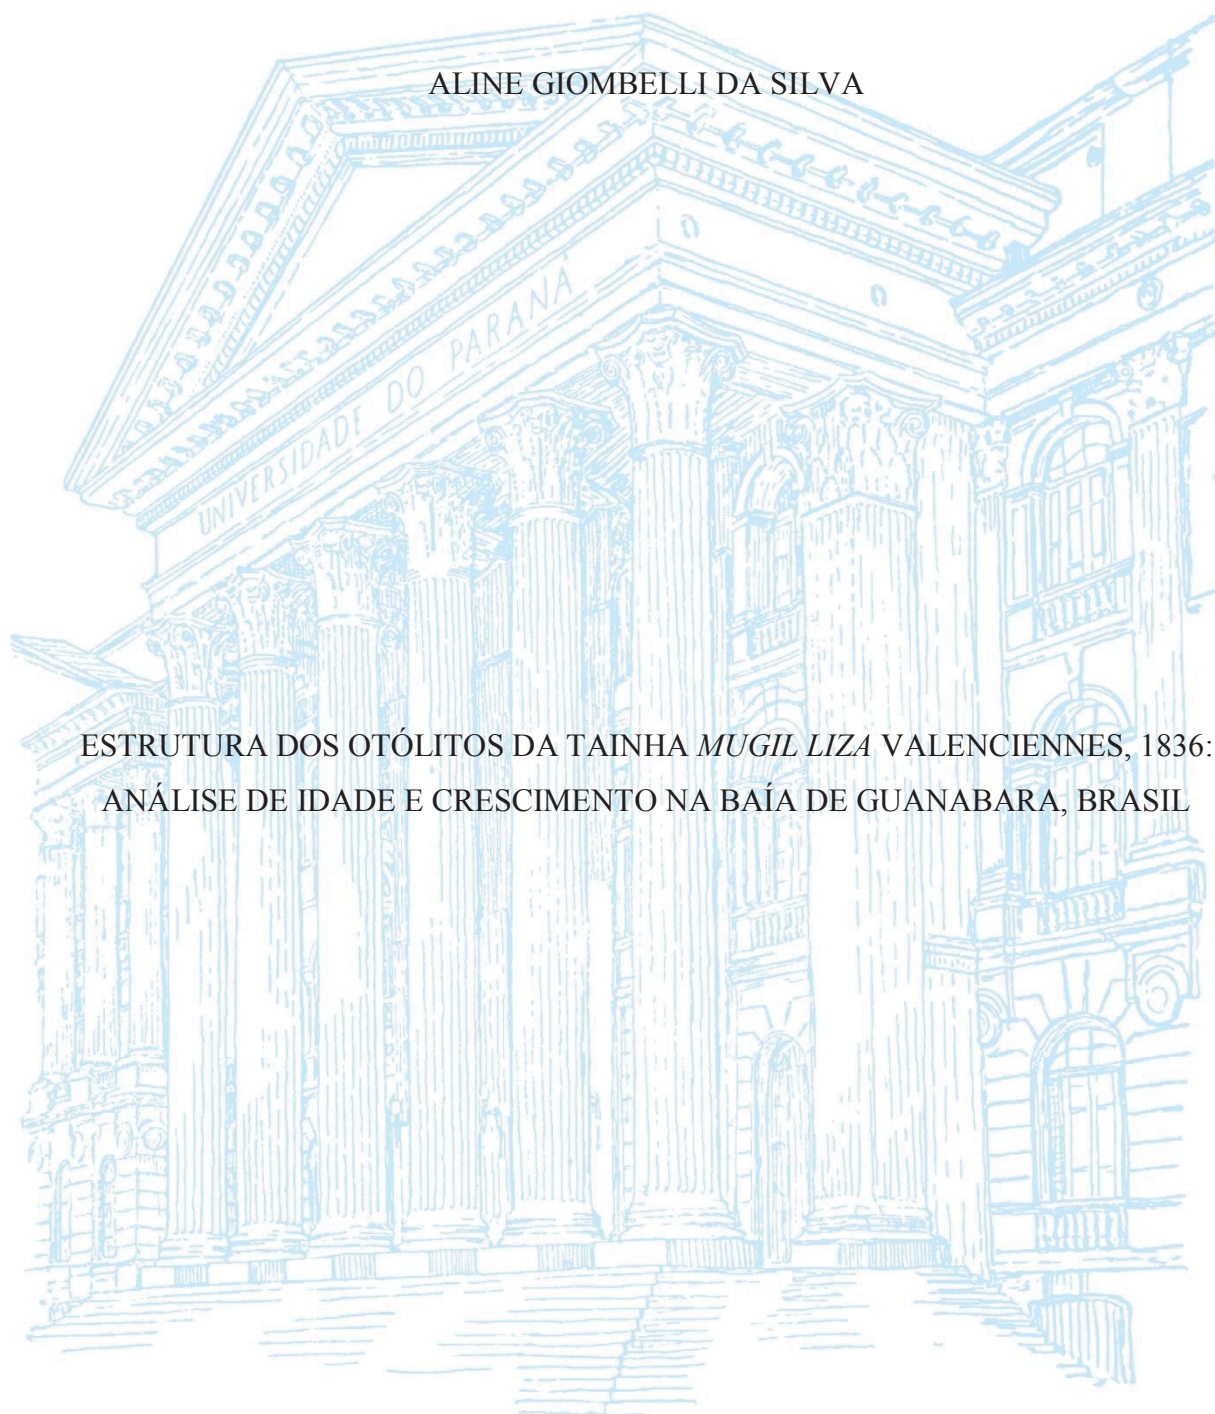 ALINE GIOMBELLI DA SILVA
UNIVERSIDADE DO PARANÁ
ESTRUTURA DOS OTÓLITOS DA TAINHA MUGIL LIZA VALENCIENNES, 1836:
ANÁLISE DE IDADE E CRESCIMENTO NA BAÍA DE GUANABARA, BRASIL